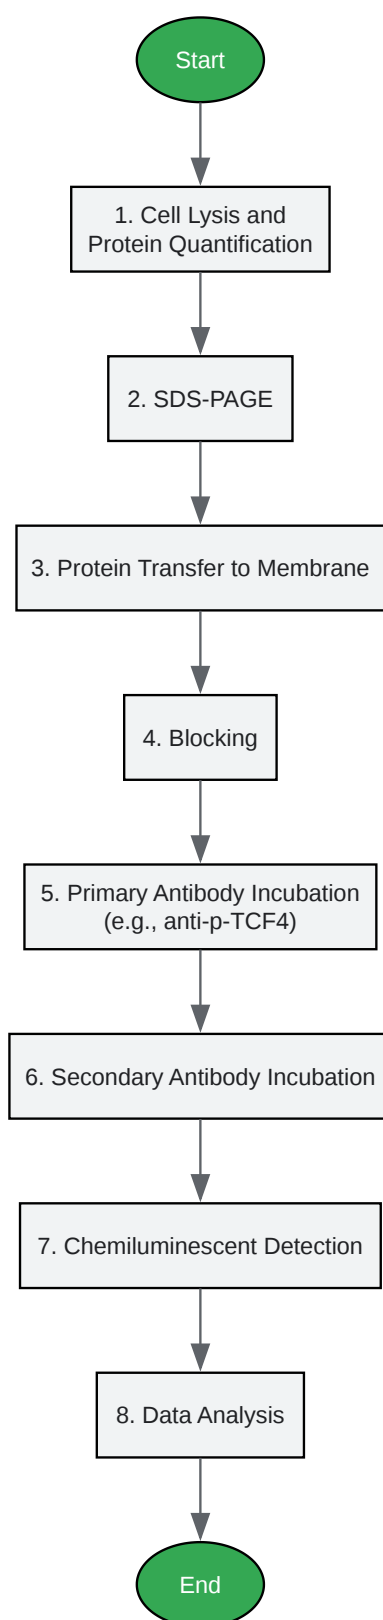 Start
1. Cell Lysis and
Protein Quantification
2. SDS-PAGE
3. Protein Transfer to Membrane
4. Blocking
5. Primary Antibody Incubation
(e.g., anti-p-TCF4)
6. Secondary Antibody Incubation
7. Chemiluminescent Detection
8. Data Analysis
End